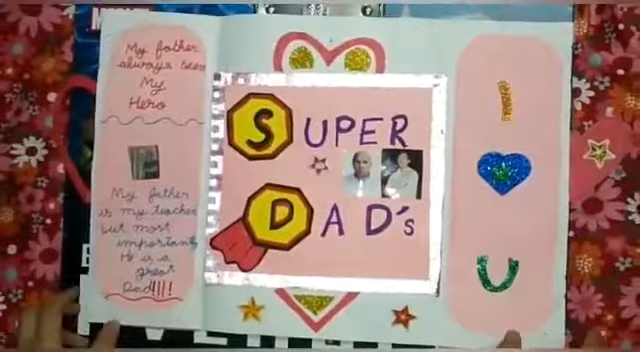 My father
always been
My
Hero
My father
is my teacher
but most
important
He is a
great
Dad!!!!
SUPER
DAD's
I
U